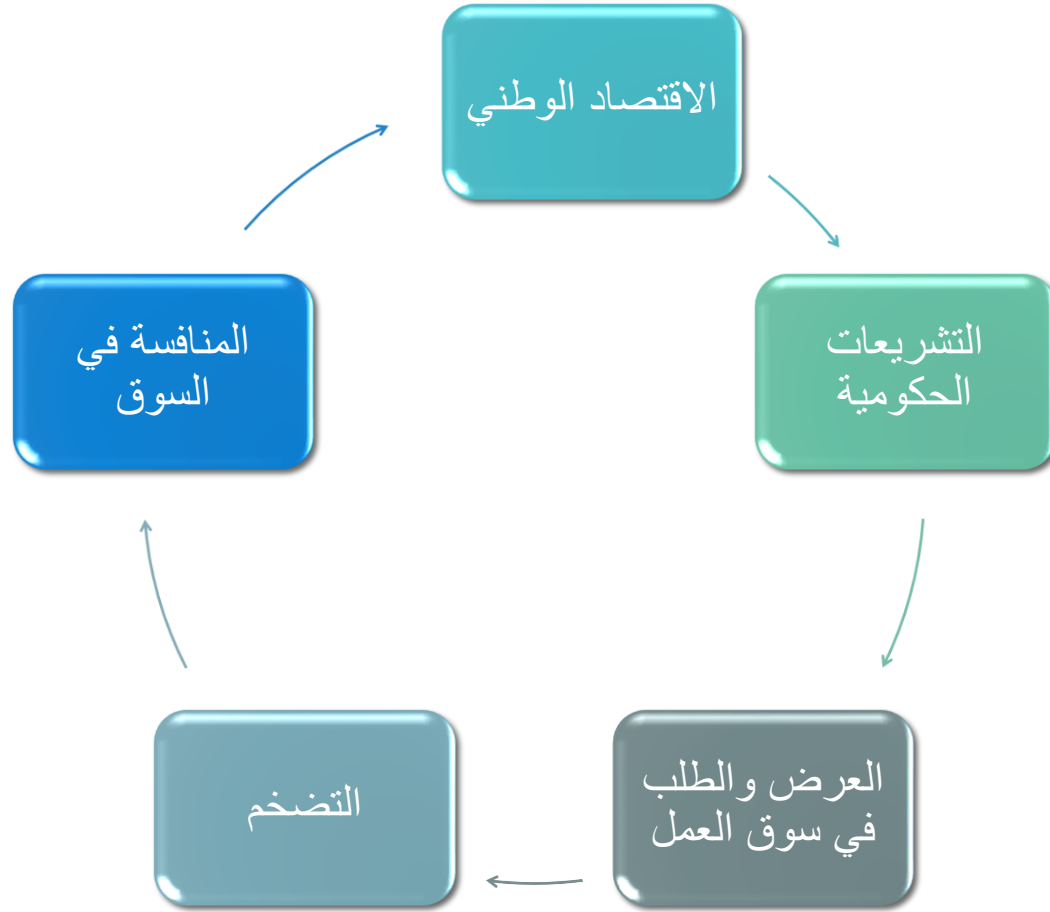 الاقتصاد الوطني
التشريعات
الحكومية
العرض والطلب
في سوق العمل
التضخم
المنافسة في
السوق